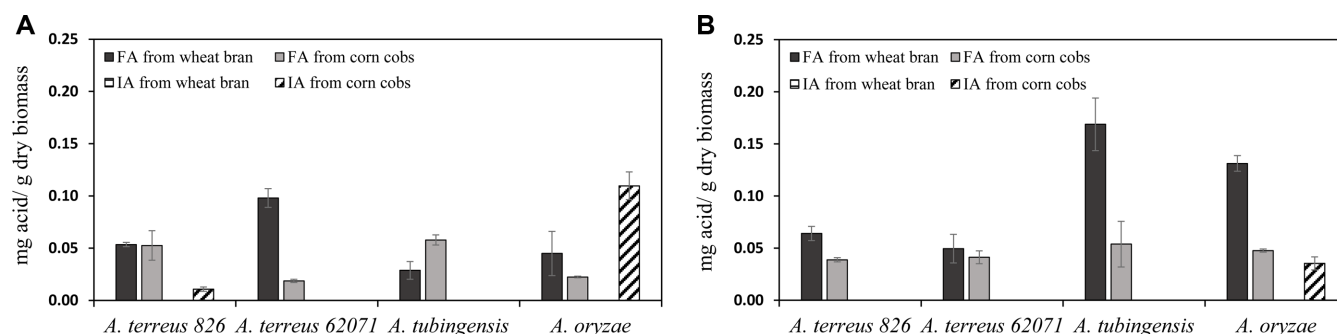 A
mg acid/ g dry biomass
0.25
0.20
0.15
0.10
0.05
0.00
FA from wheat bran
FA from corn cobs
IA from wheat bran
IA from corn cobs
A. terreus 826
A. terreus 62071
A. tubingensis
A. oryzae
B
mg acid/ g dry biomass
0.25
0.20
0.15
0.10
0.05
0.00
FA from wheat bran
FA from corn cobs
IA from wheat bran
IA from corn cobs
A. terreus 826
A. terreus 62071
A. tubingensis
A. oryzae